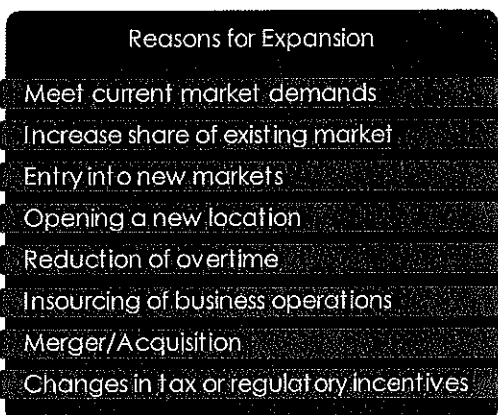 Reasons for Expansion
Meet current market demands
Increase share of existing market
Entry into new markets
Opening a new location
Reduction of overtime
Insourcing of business operations
Merger/Acquisition
Changes in tax or regulatory incentives